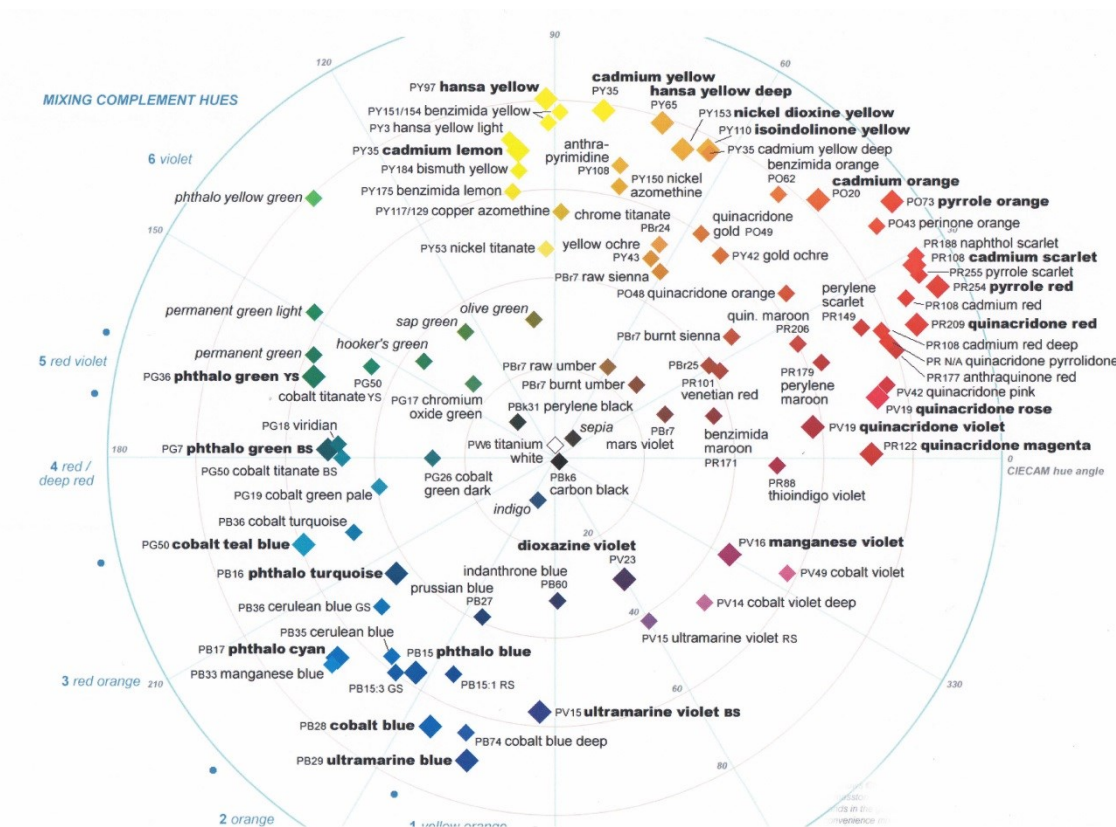 90
120
60
MIXING COMPLEMENT HUES
PY97 hansa yellow
cadmium yellow
PY35
hansa yellow deep
PY65
PY151/154 benzimida yellow
PY153 nickel dioxine yellow
PY3 hansa yellow light
PY110 isoindolinone yellow
anthra-
pyrimidine
PY108
PY35 cadmium yellow deep
benzimida orange
PY35 cadmium lemon
6 violet
PY184 bismuth yellow
PY150 nickel
azomethine
PO62
cadmium orange
PO20
PY175 benzimida lemon
phthalo yellow green
PO73 pyrrole orange
PY117/129 copper azomethine
chrome titanate
PBr24
quinacridone
gold PO49
PO43 perinone orange
150
30
PY53 nickel titanate
yellow ochre
PY43
PY42 gold ochre
PR188 naphthol scarlet
PR108 cadmium scarlet
PR255 pyrrole scarlet
PBr7 raw sienna
PR254 pyrrole red
PO48 quinacridone orange
perylene
scarlet
PR108 cadmium red
permanent green light
olive green
sap green
quin. maroon
PR206
PR149
PR209 quinacridone red
hooker's green
PBr7 burnt sienna
PR108 cadmium red deep
permanent green
PR N/A quinacridone pyrrolidone
5 red violet
PG36 phthalo green YS
PG50
cobalt titanate YS
PBr7 raw umber
PBr25
PR179
perylene
maroon
PR177 anthraquinone red
PBr7 burnt umber
PR101
venetian red
PV42 quinacridone pink
PG17 chromium
oxide green
PBk31 perylene black
PV19 quinacridone rose
sepia
PBr7
mars violet
PG18 viridian
PV19 quinacridone violet
benzimida
maroon
PR171
180
PG7 phthalo green BS
PW6 titanium
white
PR122 quinacridone magenta
0
CIECAM hue angle
4 red /
deep red
PG50 cobalt titanate BS
PG26 cobalt
green dark
PBk6
carbon black
PR88
thioindigo violet
PG19 cobalt green pale
indigo
PB36 cobalt turquoise
20
PG50 cobalt teal blue
dioxazine violet
PV23
PV16 manganese violet
PB16 phthalo turquoise
indanthrone blue
PB60
PV49 cobalt violet
prussian blue
PB27
PB36 cerulean blue GS
40
PV14 cobalt violet deep
PB35 cerulean blue
PV15 ultramarine violet RS
PB17 phthalo cyan
PB15 phthalo blue
PB33 manganese blue
PB15:3 GS
PB15:1 RS
3 red orange
210
60
330
PV15 ultramarine violet BS
PB28 cobalt blue
PB74 cobalt blue deep
PB29 ultramarine blue
80
2 orange
1 yellow orange